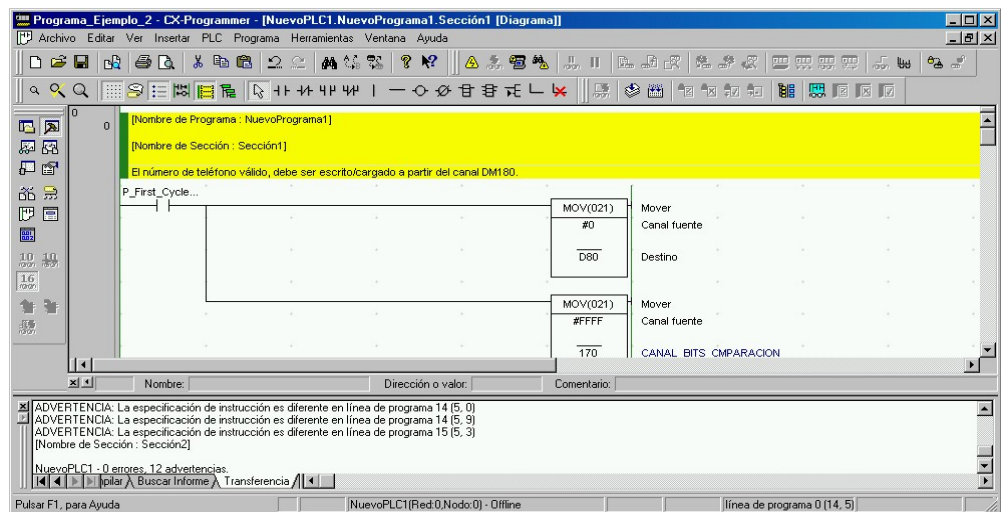 Programa_Ejemplo_2 - CX-Programmer - [NuevoPLC1.NuevoPrograma1.Sección1 [Diagrama]]
Archivo Editar Ver Insertar PLC Programa Herramientas Ventana Ayuda
0
0
[Nombre de Programa : NuevoPrograma1]
[Nombre de Sección : Sección1]
El número de teléfono válido, debe ser escrito/cargado a partir del canal DM180.
P_First_Cycle...
MOV(021) Mover
#0 Canal fuente
D80 Destino
MOV(021) Mover
#FFFF Canal fuente
170 CANAL BITS CMPARACION
10 10
16
Nombre: Dirección o valor: Comentario:
ADVERTENCIA: La especificación de instrucción es diferente en línea de programa 14 (5, 0)
ADVERTENCIA: La especificación de instrucción es diferente en línea de programa 14 (5, 9)
ADVERTENCIA: La especificación de instrucción es diferente en línea de programa 15 (5, 3)
[Nombre de Sección : Sección2]
NuevoPLC1 - 0 errores, 12 advertencias.
pilar Buscar Informe Transferencia
Pulsar F1, para Ayuda NuevoPLC1(Red:0,Nodo:0) - Offline línea de programa 0 (14, 5)